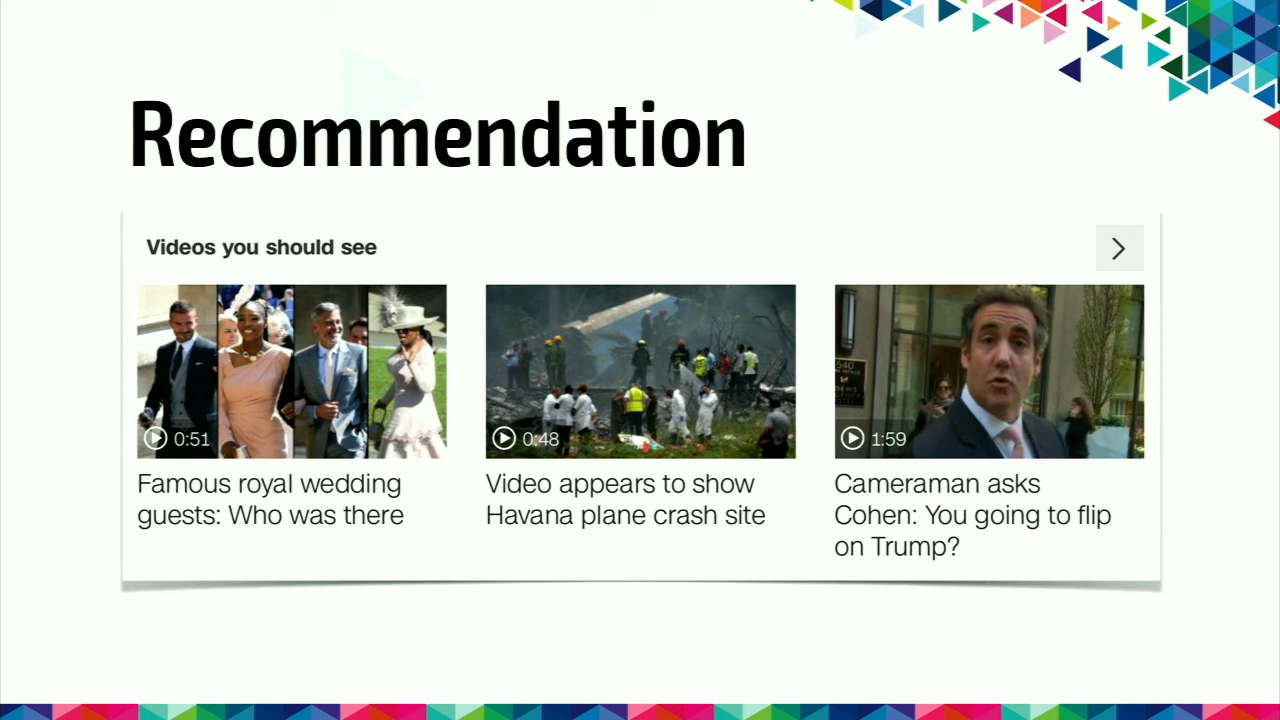 Recommendation
Videos you should see
0:51
0:48
1:59
Famous royal wedding
guests: Who was there
Video appears to show
Havana plane crash site
Cameraman asks
Cohen: You going to flip
on Trump?
540